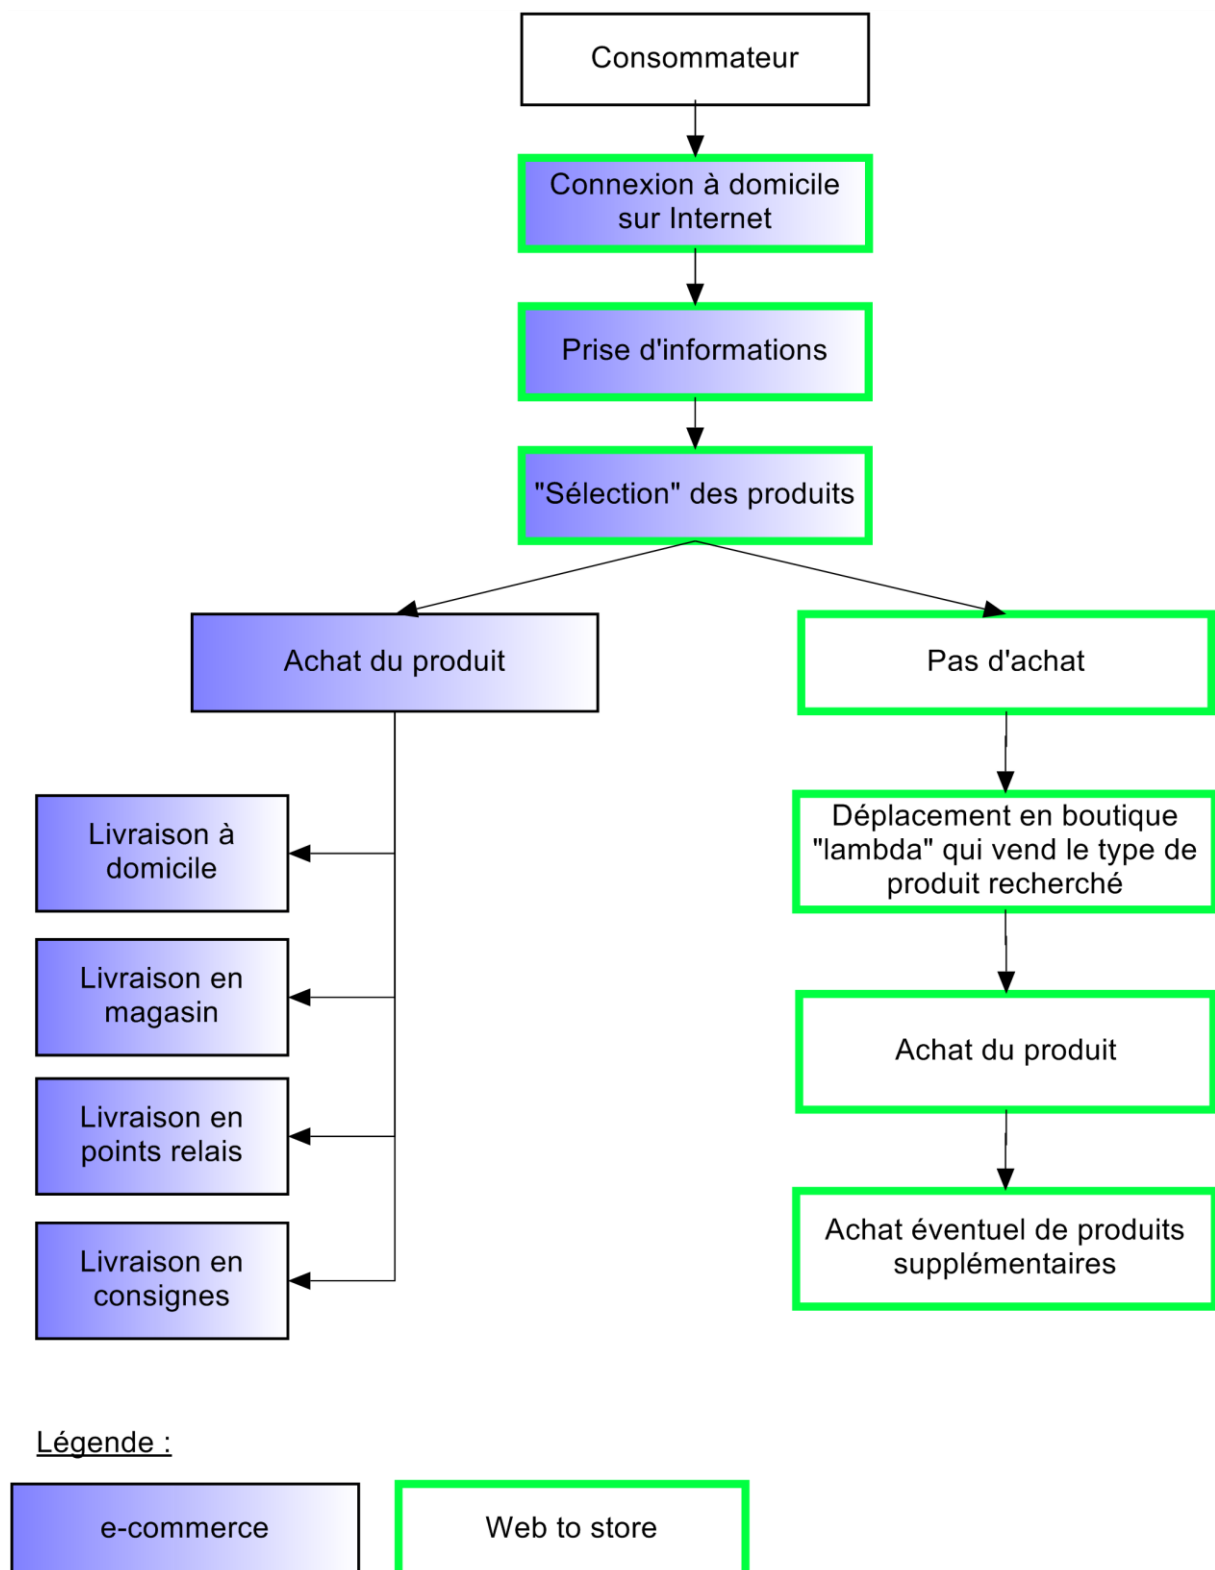 Consommateur
Connexion à domicile
sur Internet
Prise d'informations
"Sélection" des produits
Achat du produit
Livraison à
domicile
Livraison en
magasin
Livraison en
points relais
Livraison en
consignes
Pas d'achat
Déplacement en boutique
"lambda" qui vend le type de
produit recherché
Achat du produit
Achat éventuel de produits
supplémentaires
Légende :
e-commerce
Web to store